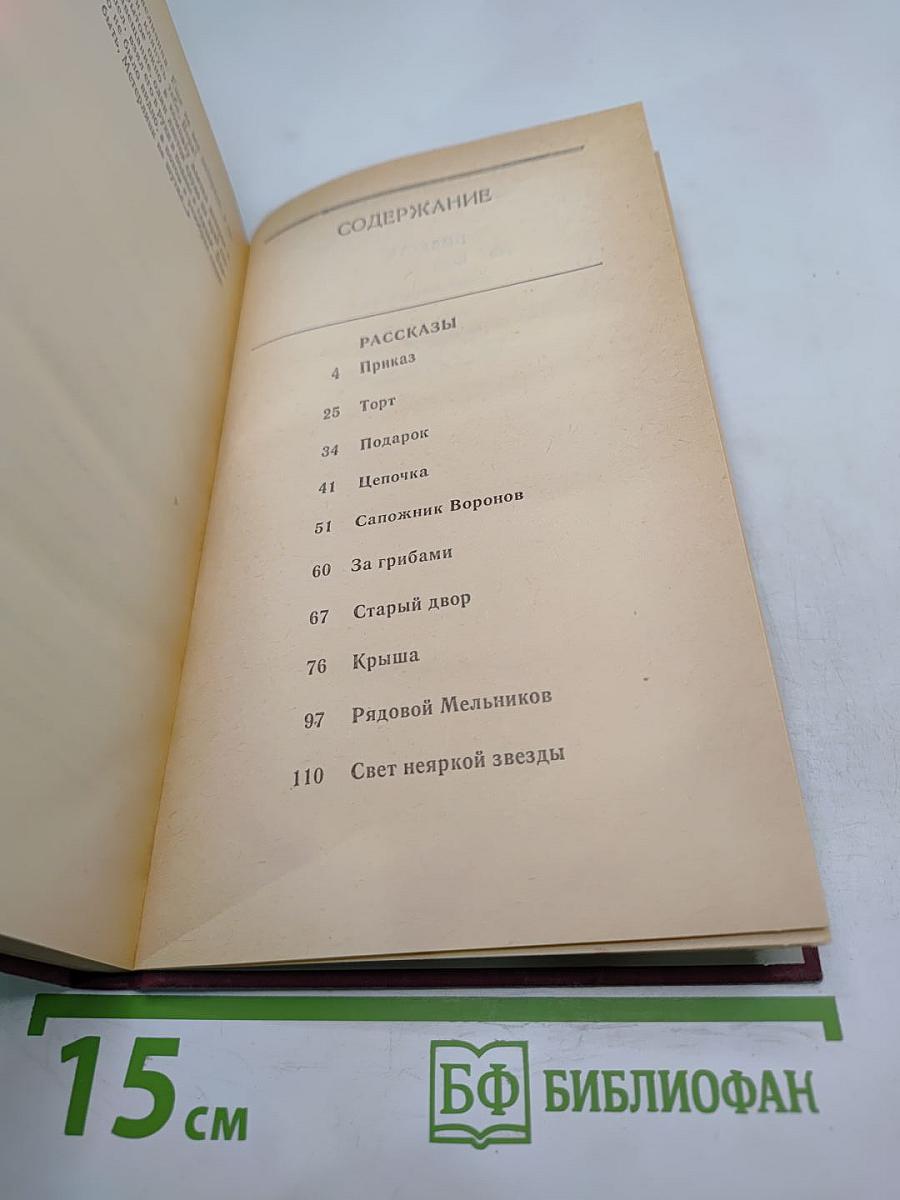 СОДЕРЖАНИЕ
РАССКАЗЫ
4 Приказ
25 Торт
34 Подарок
41 Цепочка
51 Сапожник Воронов
60 За грибами
67 Старый двор
76 Крыша
97 Рядовой Мельников
110 Свет неяркой звезды
15 см
БФ БИБЛИОФАН